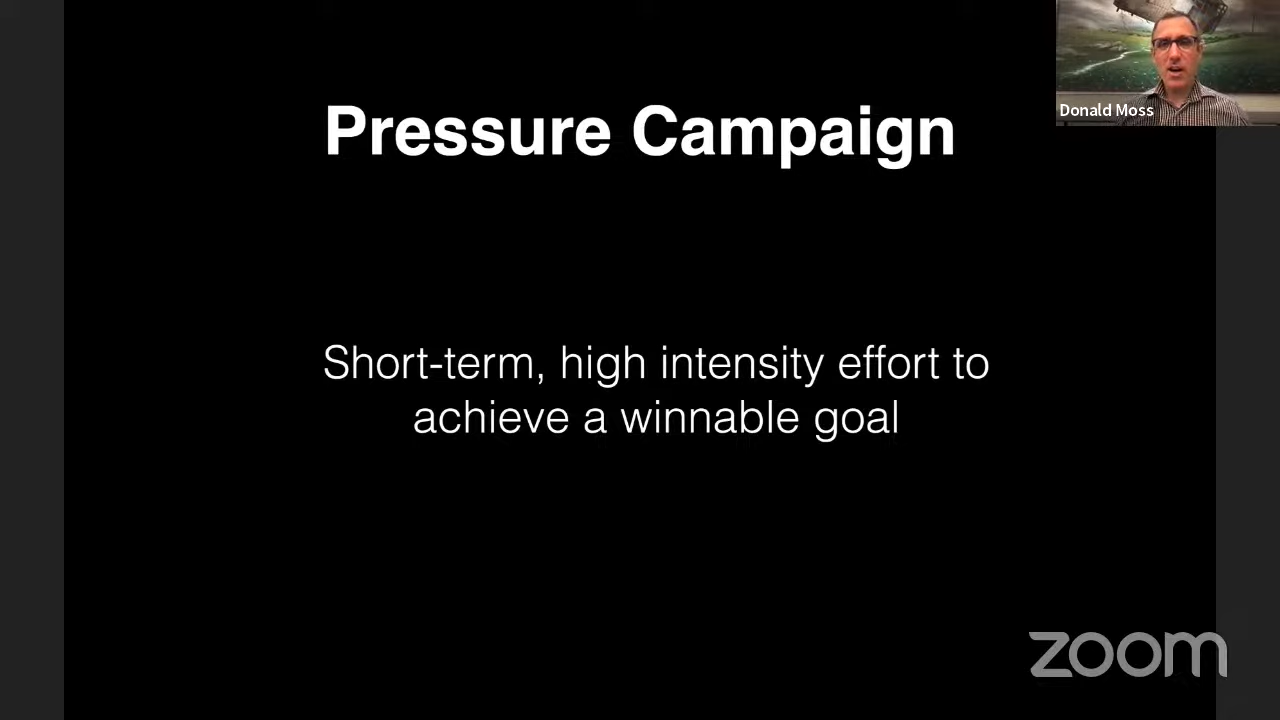 Pressure Campaign
Donald Moss
Short-term, high intensity effort to
achieve a winnable goal
zoom